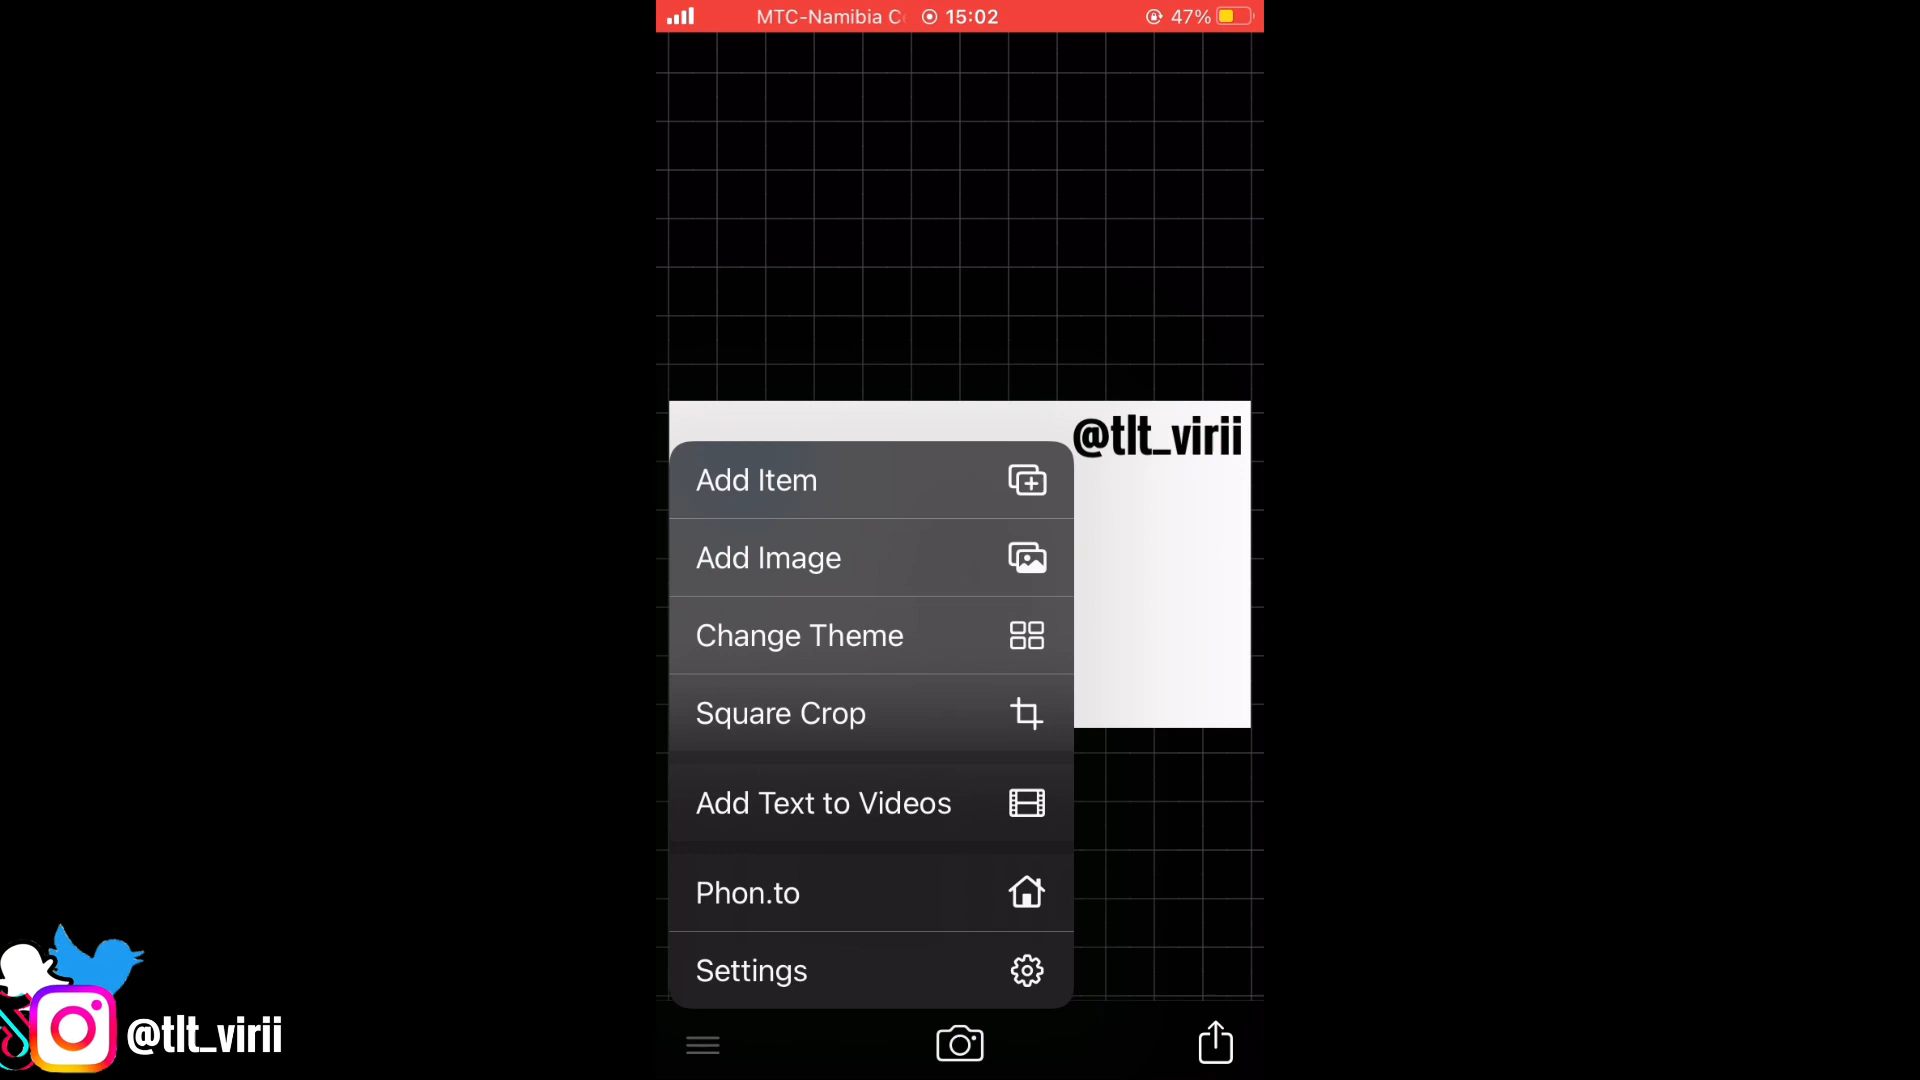 MTC-Namibia C 15:02 47%
@tlt_virii
Add Item
Add Image
Change Theme
Square Crop
Add Text to Videos
Phon.to
Settings
@tlt_virii